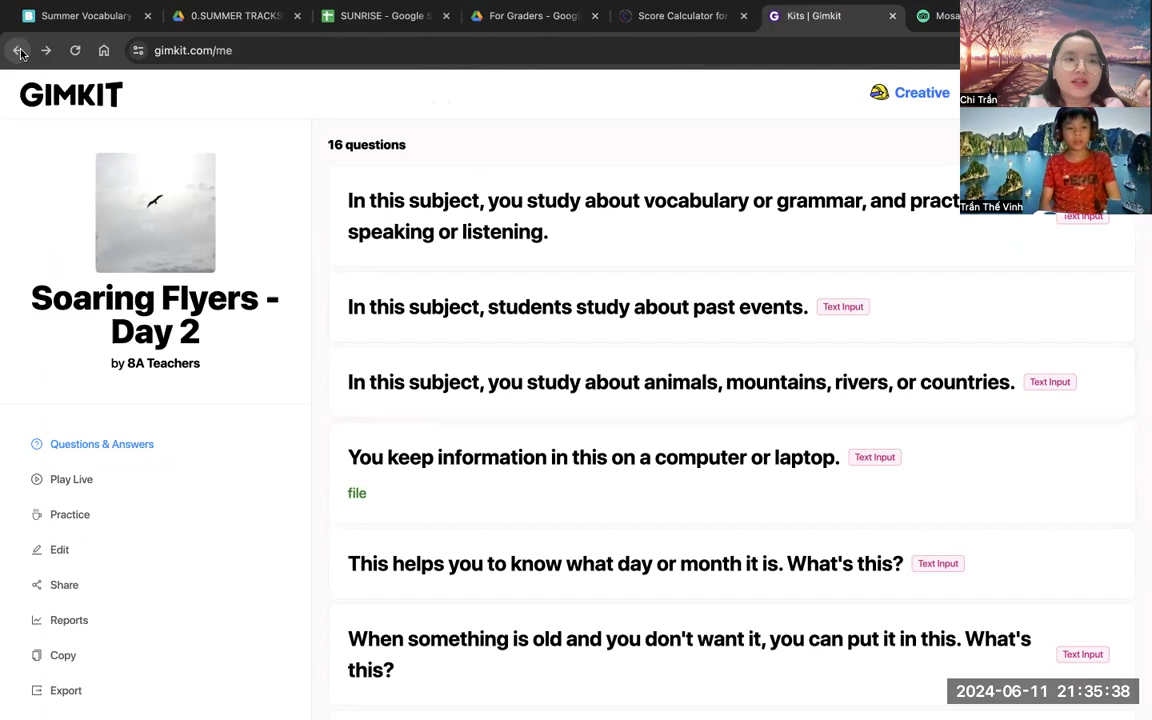 Summer Vocabulary
0.SUMMER TRACKS
SUNRISE - Google S
For Graders - Goog
Score Calculator for
Kits | Gimkit
Mosa
gimkit.com/me
GIMKIT
Creative
Chi Trần
Trần Thế Vinh
Soaring Flyers -
Day 2
by 8A Teachers
Questions & Answers
Play Live
Practice
Edit
Share
Reports
Copy
Export
16 questions
In this subject, you study about vocabulary or grammar, and pract
speaking or listening.
Text Input
In this subject, students study about past events. Text Input
In this subject, you study about animals, mountains, rivers, or countries. Text Input
You keep information in this on a computer or laptop. Text Input
file
This helps you to know what day or month it is. What's this? Text Input
When something is old and you don't want it, you can put it in this. What's
this?
Text Input
2024-06-11 21:35:38